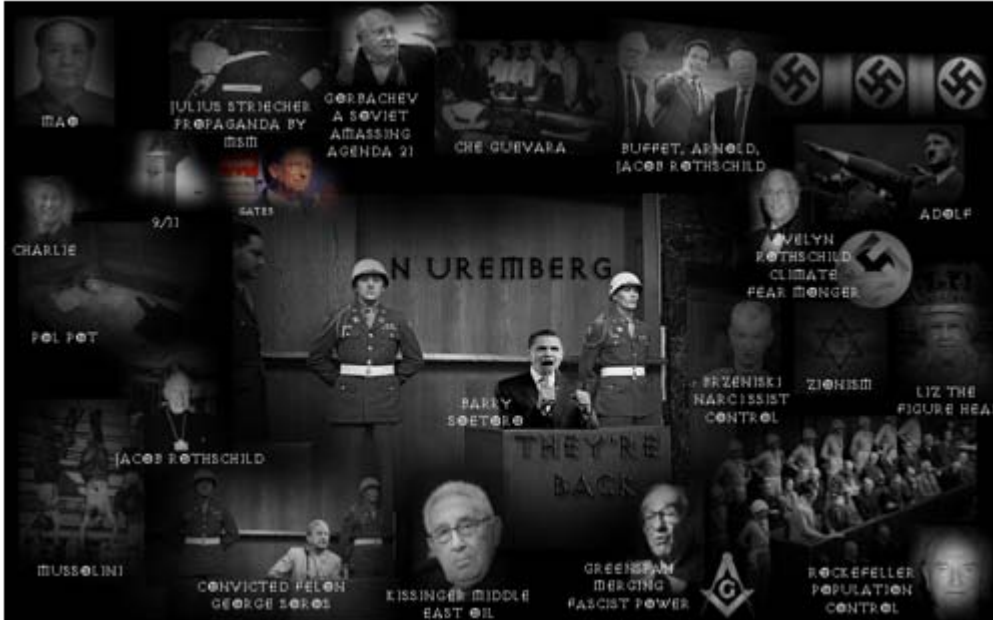 MAO
JULIUS STRIECHER
PROPAGANDA BY
MSM
GORBACHEV
A SOVIET
AMASSING
AGENDA 21
CHE GUEVARA
BUFFET, ARNOLD,
JACOB ROTHSCHILD
ADOLF
9/11
GATES
CHARLIE
EVELYN
ROTHSCHILD
CLIMATE
FEAR MONGER
N UREMBERG
POL POT
BRZENISKI
NARCISSIST
CONTROL
ZIONISM
LIZ THE
FIGURE HEA
BARRY
SOETORO
THEY'RE
BACK
JACOB ROTHSCHILD
MUSSOLINI
CONVICTED FELON
GEORGE SOROS
KISSINGER MIDDLE
EAST OIL
GREENSPAN
MERGING
FASCIST POWER
G
ROCKEFELLER
POPULATION
CONTROL